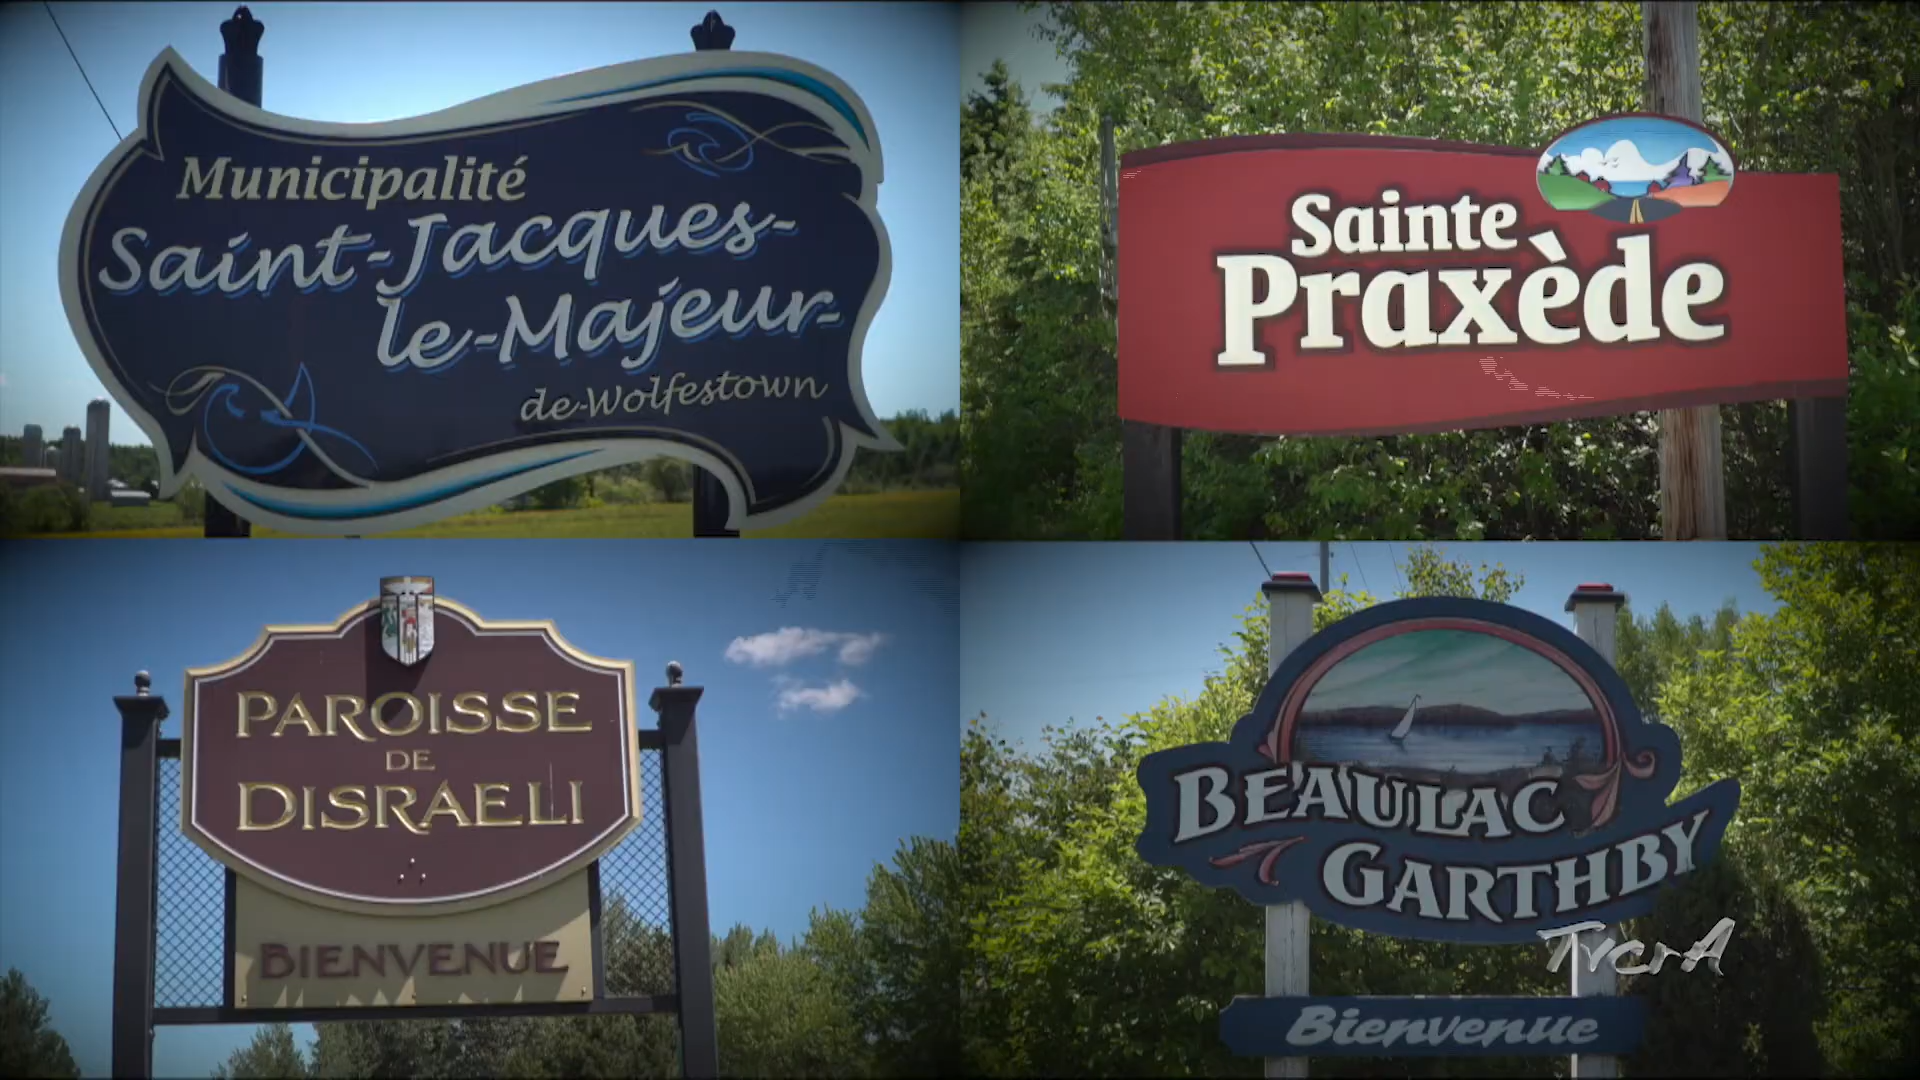 Municipalité
Saint-Jacques-
le-Majeur-
de-Wolfestown
Sainte
Praxède
PAROISSE
DE
DISRAELI
BIENVENUE
BEAULAC
GARTHBY
TVCRA
Bienvenue